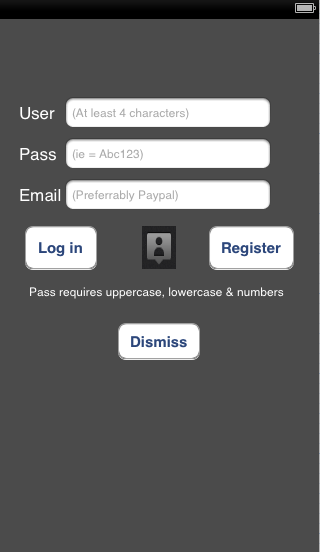 User (At least 4 characters)
Pass (ie = Abc123)
Email (Preferrably Paypal)
Log in Register
Pass requires uppercase, lowercase & numbers
Dismiss